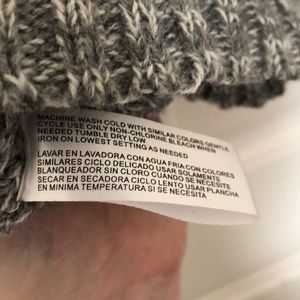 MACHINE WASH COLD WITH SIMILAR COLORS GENTLE
CYCLE USE ONLY NON-CHLORINE BLEACH WHEN
NEEDED TUMBLE DRY LOW
IRON ON LOWEST SETTING AS NEEDED
LAVAR EN LAVADORA CON AGUA FRIA CON COLORES
SIMILARES CICLO DELICADO USAR SOLAMENTE
BLANQUEADOR SIN CLORO CUANDO SE NECESITE
SECAR EN SECADORA CICLO LENTO USAR PLANCHA
EN MINIMA TEMPERATURA SI SE NECESITA